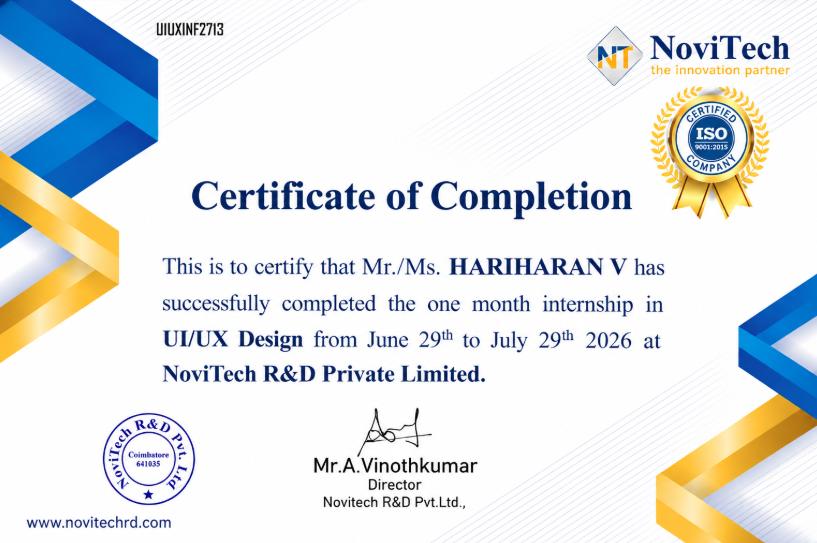 UIUXINF2713
NT
NoviTech
the innovation partner
CERTIFIED
ISO
9001:2015
COMPANY
Certificate of Completion
This is to certify that Mr./Ms. HARIHARAN V has
successfully completed the one month internship in
UI/UX Design from June 29th to July 29th 2026 at
NoviTech R&D Private Limited.
NoviTech R&D Pvt. Ltd
Coimbatore
641035
Mr.A.Vinothkumar
Director
Novitech R&D Pvt.Ltd.,
www.novitechrd.com